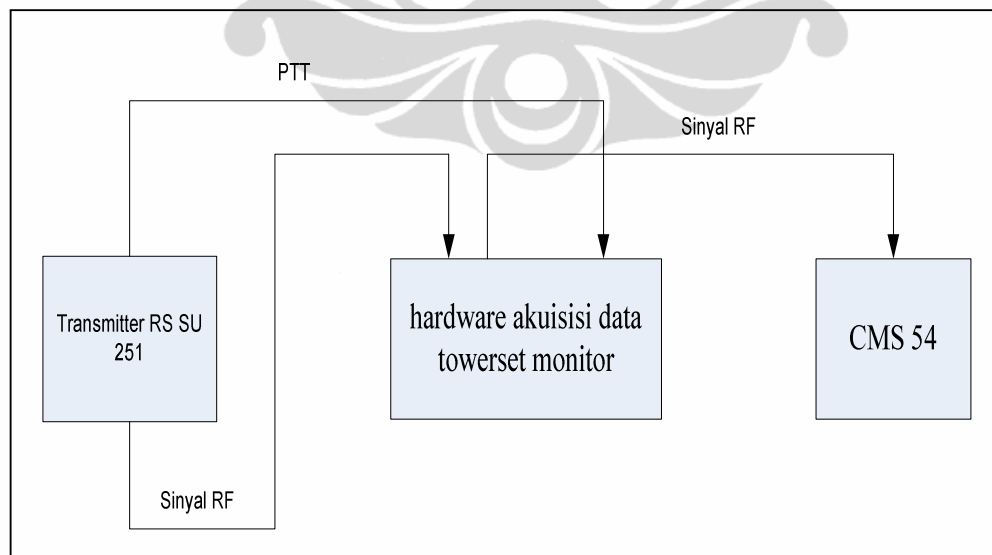 PTT
Sinyal RF
Transmitter RS SU
251
hardware akuisisi data
towerset monitor
CMS 54
Sinyal RF